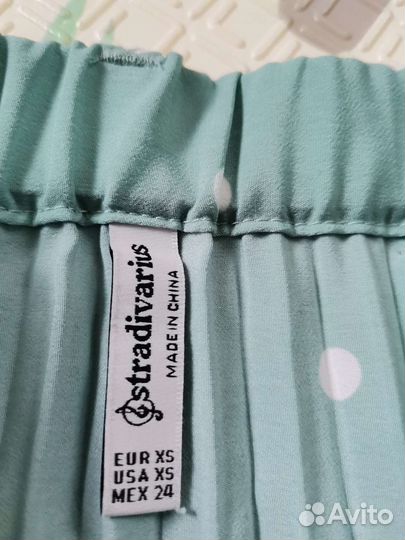 stradivarius
MADE IN CHINA
EUR XS
USA XS
MEX 24
Avito